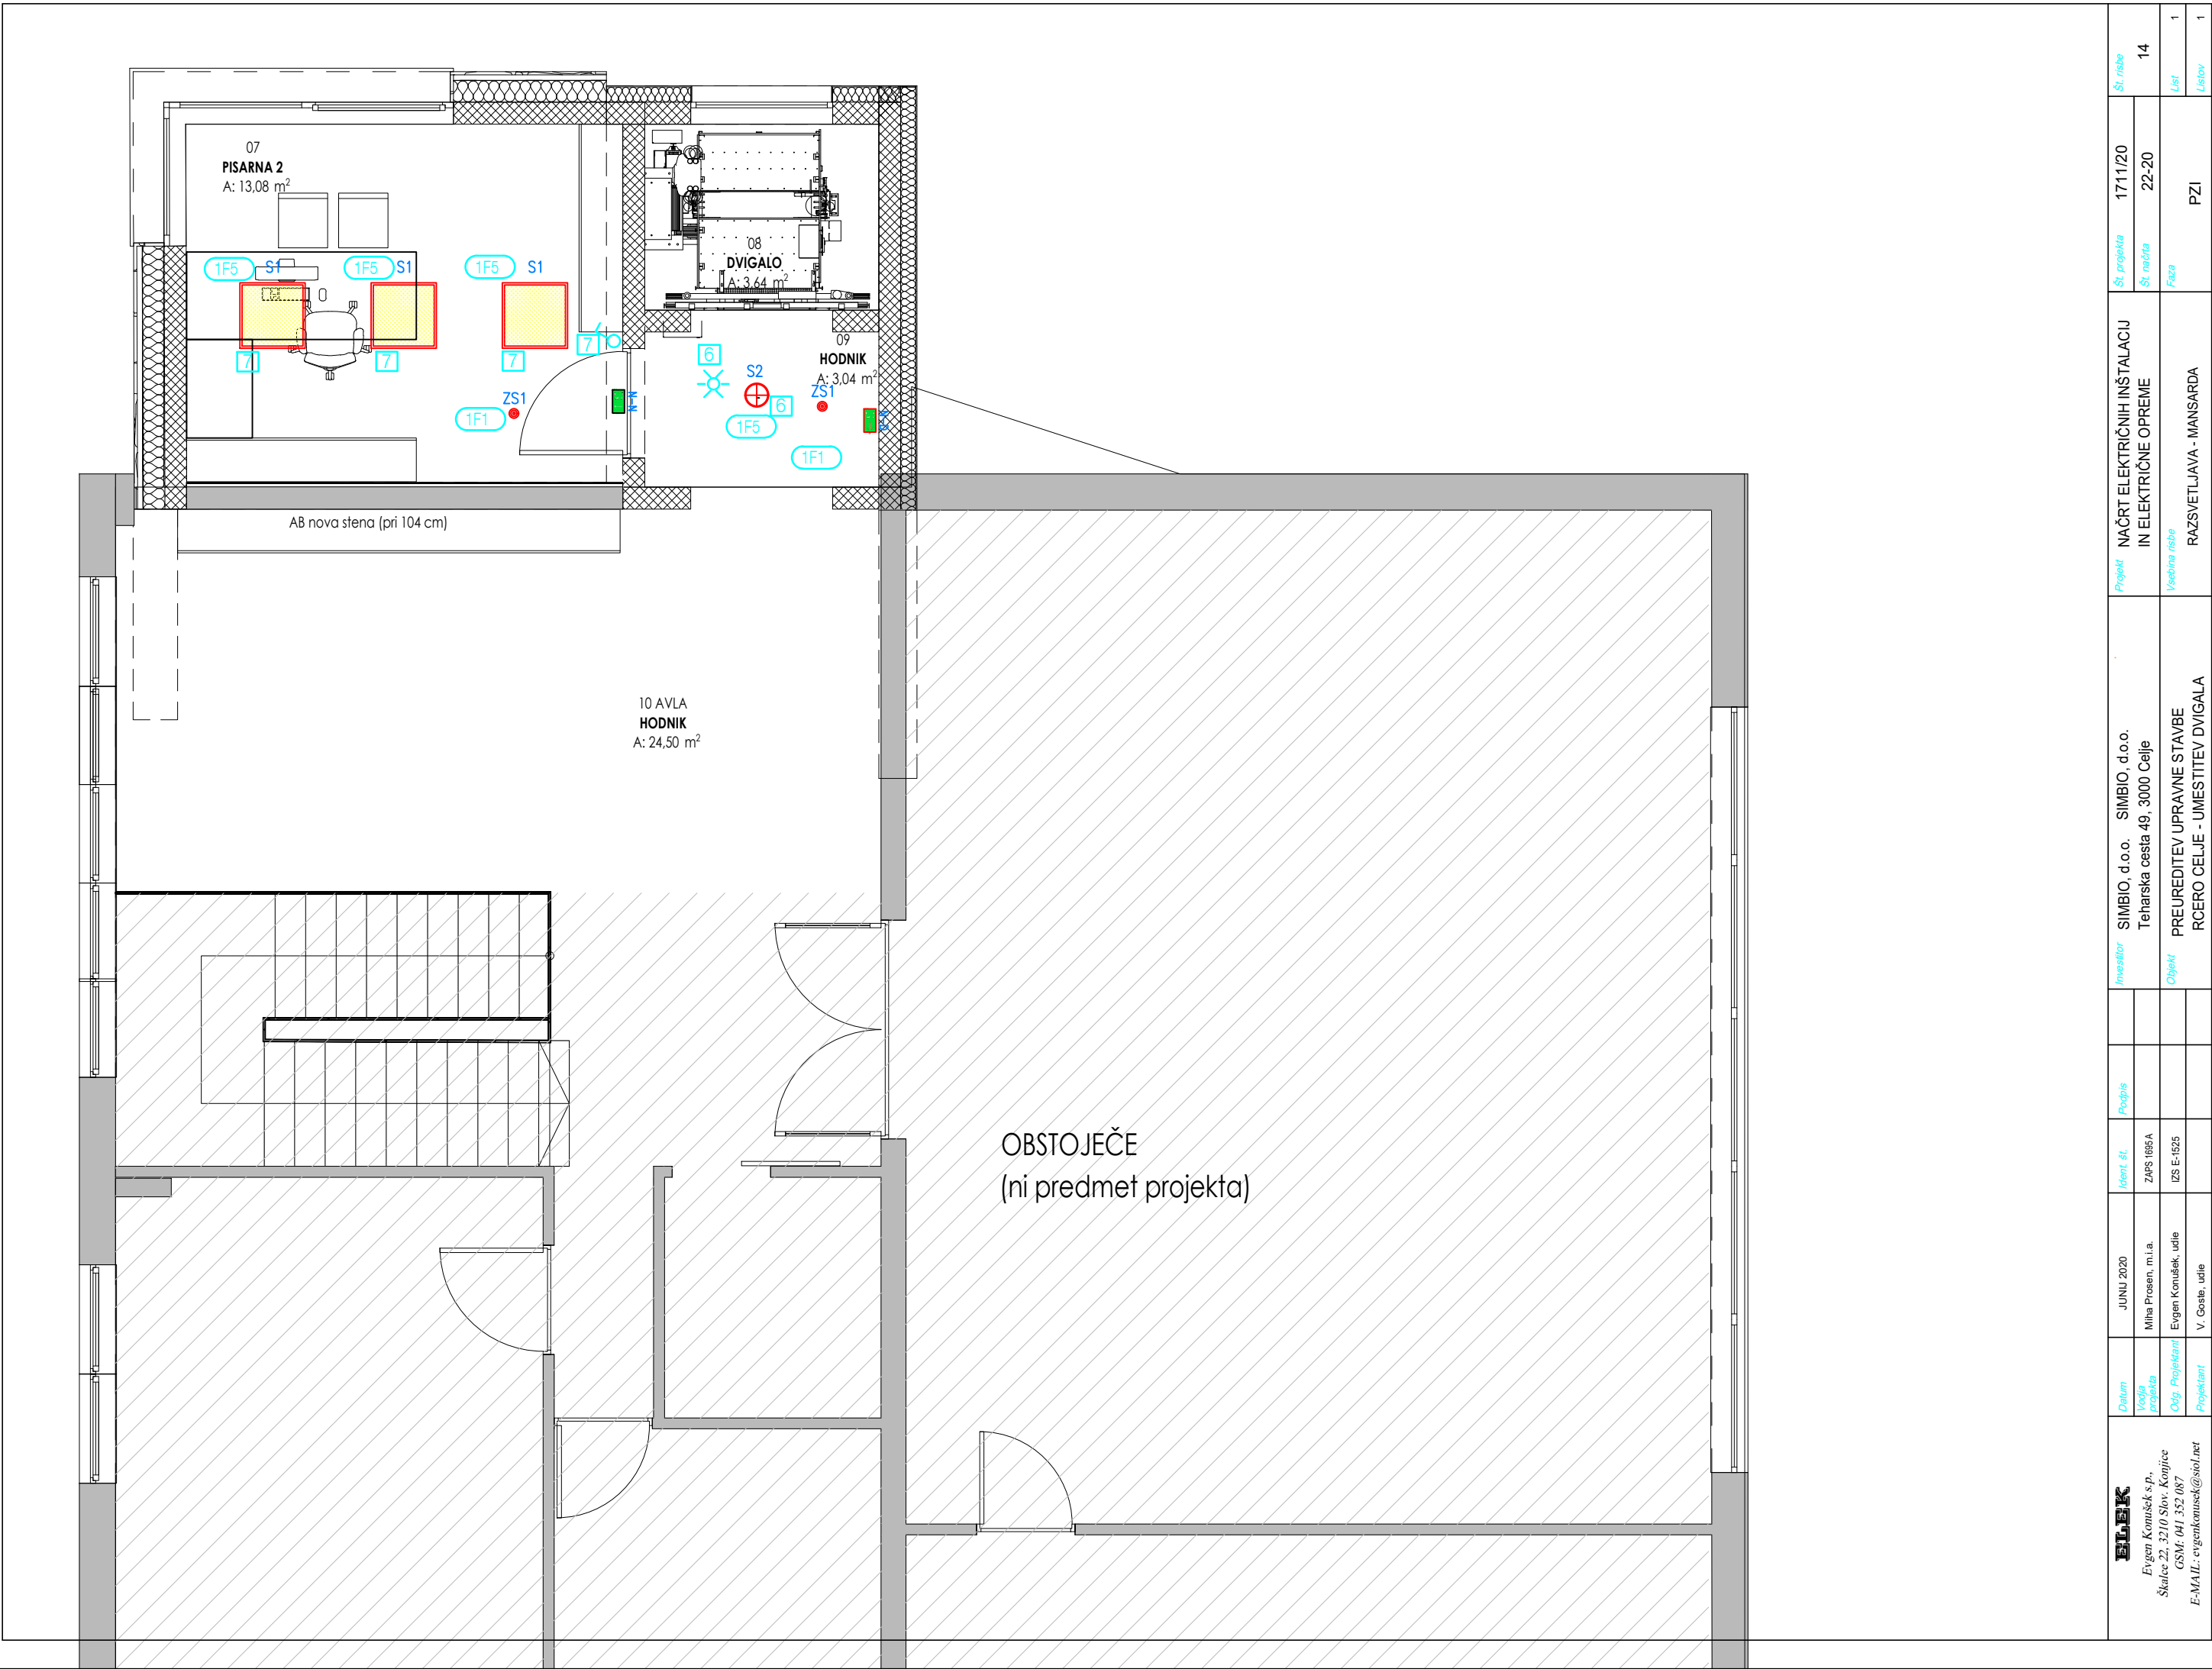 07
PISARNA 2
A: 13,08 m²
1F5 S1
1F5 S1
1F5 S1
7
7
7
7
ZS1
1F1
N-N
08
DVIGALO
A: 3,64 m²
09
HODNIK
A: 3,04 m²
6
S2
6
ZS1
1F5
1F1
AB nova stena (pri 104 cm)
10 AVLA
HODNIK
A: 24,50 m²
OBSTOJEČE
(ni predmet projekta)
ELEK
Evgen Konušek s.p.,
Škalce 22, 3210 Slov. Konjice
GSM: 041 352 087
E-MAIL: evgenkonusek@siol.net
Datum JUNIJ 2020 Ident. št. Podpis
Vodja projekta Miha Prosen, m.i.a. ZAPS 1695 A
Odg. Projektant Evgen Konušek, udie IZS E-1525
Projektant V. Goste, udie
Investitor SIMBIO, d.o.o. SIMBIO, d.o.o.
Teharska cesta 49, 3000 Celje
Objekt PREUREDITEV UPRAVNE STAVBE
RCERO CELJE - UMESTITEV DVIGALA
Projekt NAČRT ELEKTRIČNIH INŠTALACIJ
IN ELEKTRIČNE OPREME
Vsebina risbe
RAZSVETLJAVA - MANSARDA
Št. projekta 1711/20
Št. načrta 22-20
Faza PZI
Št. risbe 14
List 1
Listov 1